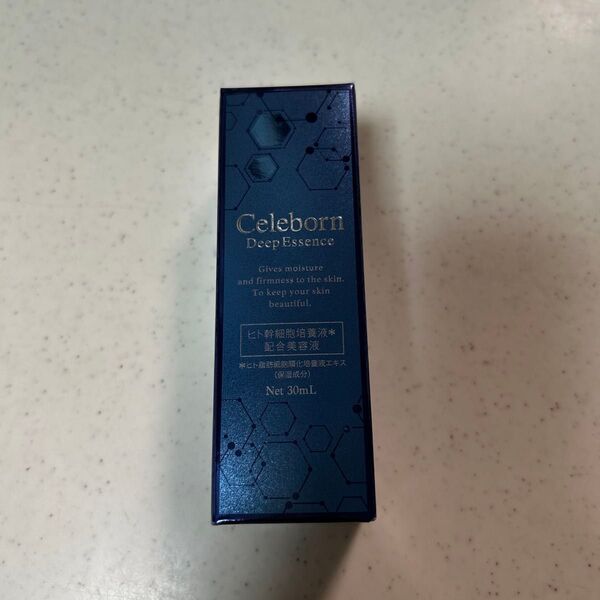 Celeborn
Deep Essence
Gives moisture
and firmness to the skin.
To keep your skin
beautiful.
ヒト幹細胞培養液*
配合美容液
*ヒト脂肪細胞順化培養液エキス
(保湿成分)
Net 30mL